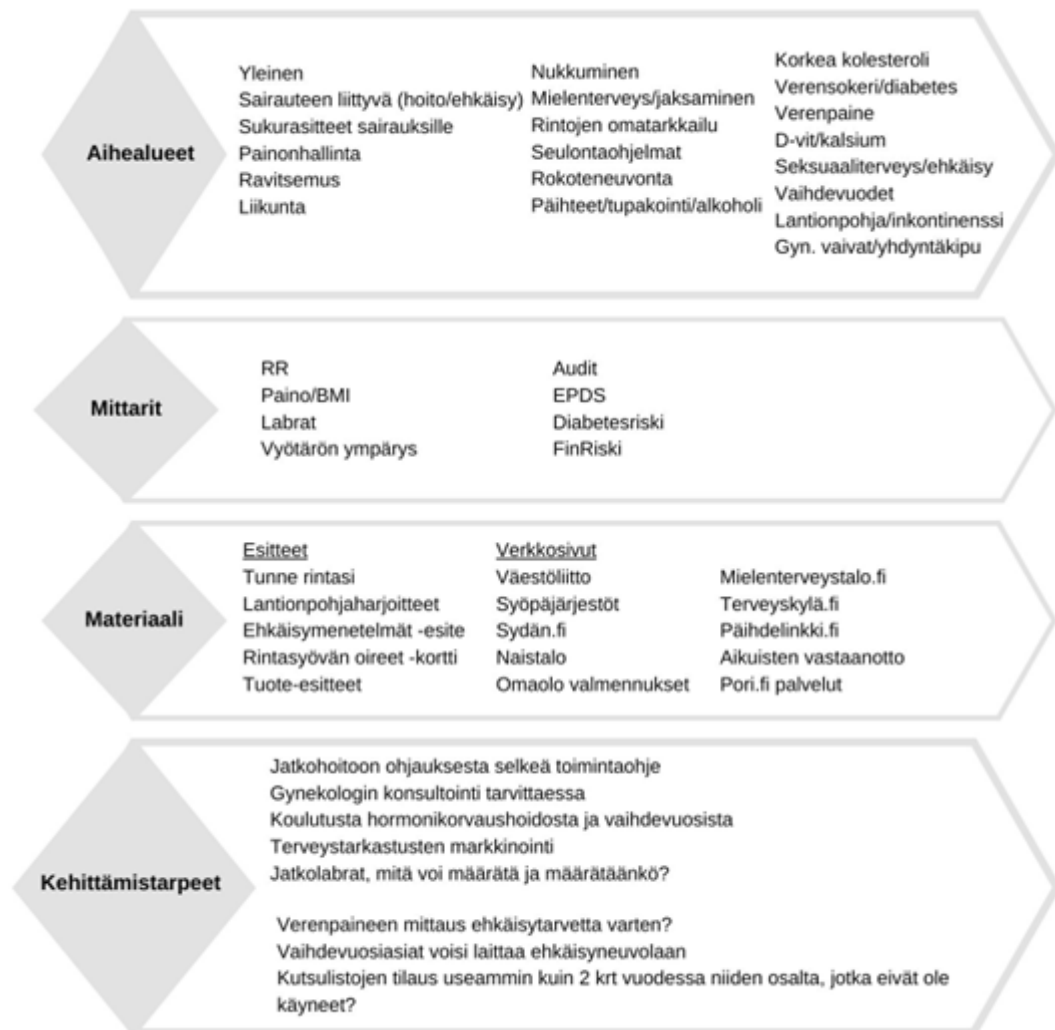 Aihealueet
Yleinen
Sairauteen liittyvä (hoito/ehkäisy)
Sukurasitteet sairauksille
Painonhallinta
Ravitsemus
Liikunta
Nukkuminen
Mielenterveys/jaksaminen
Rintojen omatarkkailu
Seulontaohjelmat
Rokoteneuvonta
Päihteet/tupakointi/alkoholi
Korkea kolesteroli
Verensokeri/diabetes
Verenpaine
D-vit/kalsium
Seksuaaliterveys/ehkäisy
Vaihdevuodet
Lantionpohja/inkontinenssi
Gyn. vaivat/yhdyntäkipu
Mittarit
RR
Paino/BMI
Labrat
Vyötärön ympärys
Audit
EPDS
Diabetesriski
FinRiski
Materiaali
Esitteet
Tunne rintasi
Lantionpohjaharjoitteet
Ehkäisymenetelmät -esite
Rintasyövän oireet -kortti
Tuote-esitteet
Verkkosivut
Väestöliitto
Syöpäjärjestöt
Sydän.fi
Naistalo
Omaolo valmennukset
Mielenterveystalo.fi
Terveyskylä.fi
Päihdelinkki.fi
Aikuisten vastaanotto
Pori.fi palvelut
Kehittämistarpeet
Jatkohoitoon ohjauksesta selkeä toimintaohje
Gynekologin konsultointi tarvittaessa
Koulutusta hormonikorvaushoidosta ja vaihdevuosista
Terveystarkastusten markkinointi
Jatkolabrat, mitä voi määrätä ja määrätäänkö?
Verenpaineen mittaus ehkäisytarvetta varten?
Vaihdevuosiasiat voisi laittaa ehkäisyneuvolaan
Kutsulistojen tilaus useammin kuin 2 krt vuodessa niiden osalta, jotka eivät ole
käyneet?